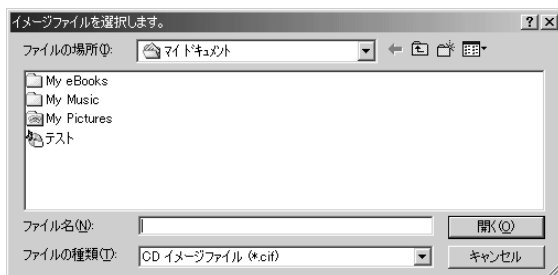 イメージファイルを選択します。
ファイルの場所(I): マイ ドキュメント
My eBooks
My Music
My Pictures
テスト
ファイル名(N): 開く(O)
ファイルの種類(T): CD イメージファイル (*.cif) キャンセル